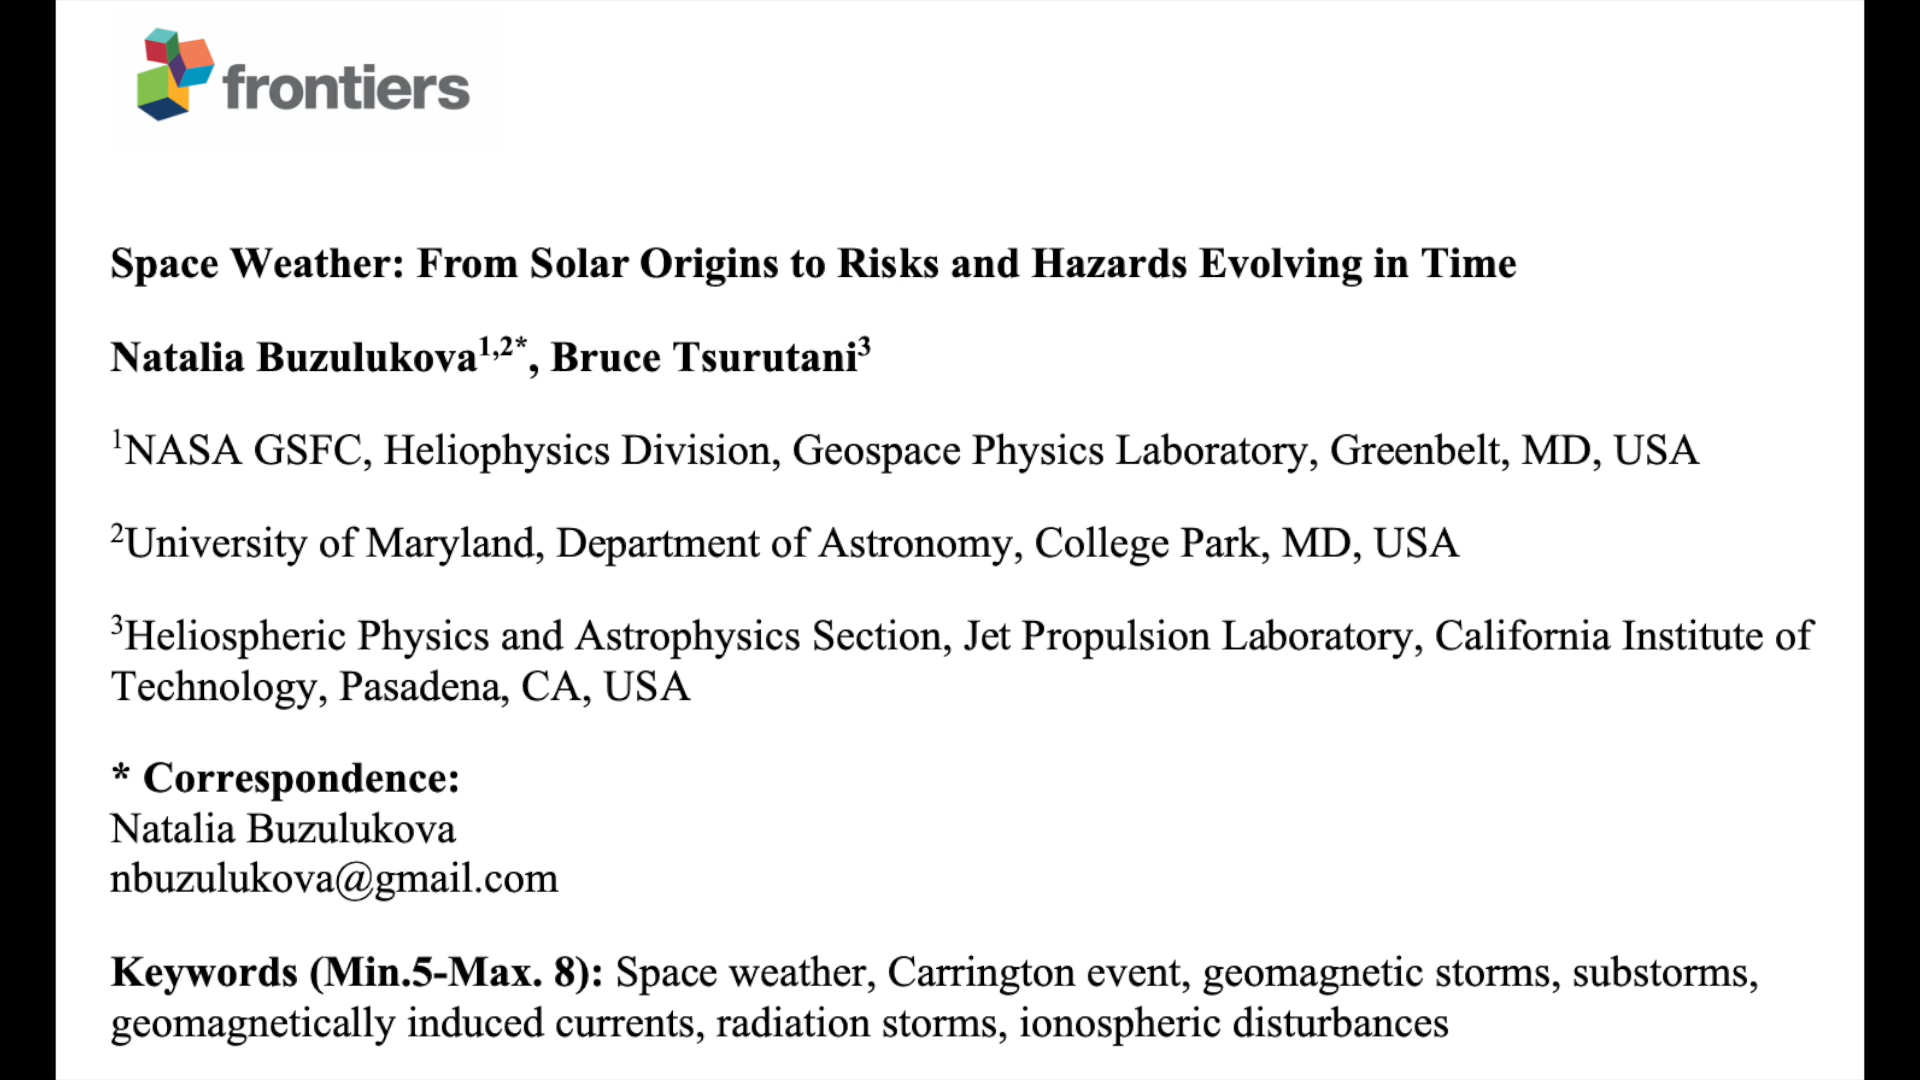 frontiers
Space Weather: From Solar Origins to Risks and Hazards Evolving in Time
Natalia Buzulukova1,2*, Bruce Tsurutani3
1NASA GSFC, Heliophysics Division, Geospace Physics Laboratory, Greenbelt, MD, USA
2University of Maryland, Department of Astronomy, College Park, MD, USA
3Heliospheric Physics and Astrophysics Section, Jet Propulsion Laboratory, California Institute of
Technology, Pasadena, CA, USA
* Correspondence:
Natalia Buzulukova
nbuzulukova@gmail.com
Keywords (Min.5-Max. 8): Space weather, Carrington event, geomagnetic storms, substorms,
geomagnetically induced currents, radiation storms, ionospheric disturbances